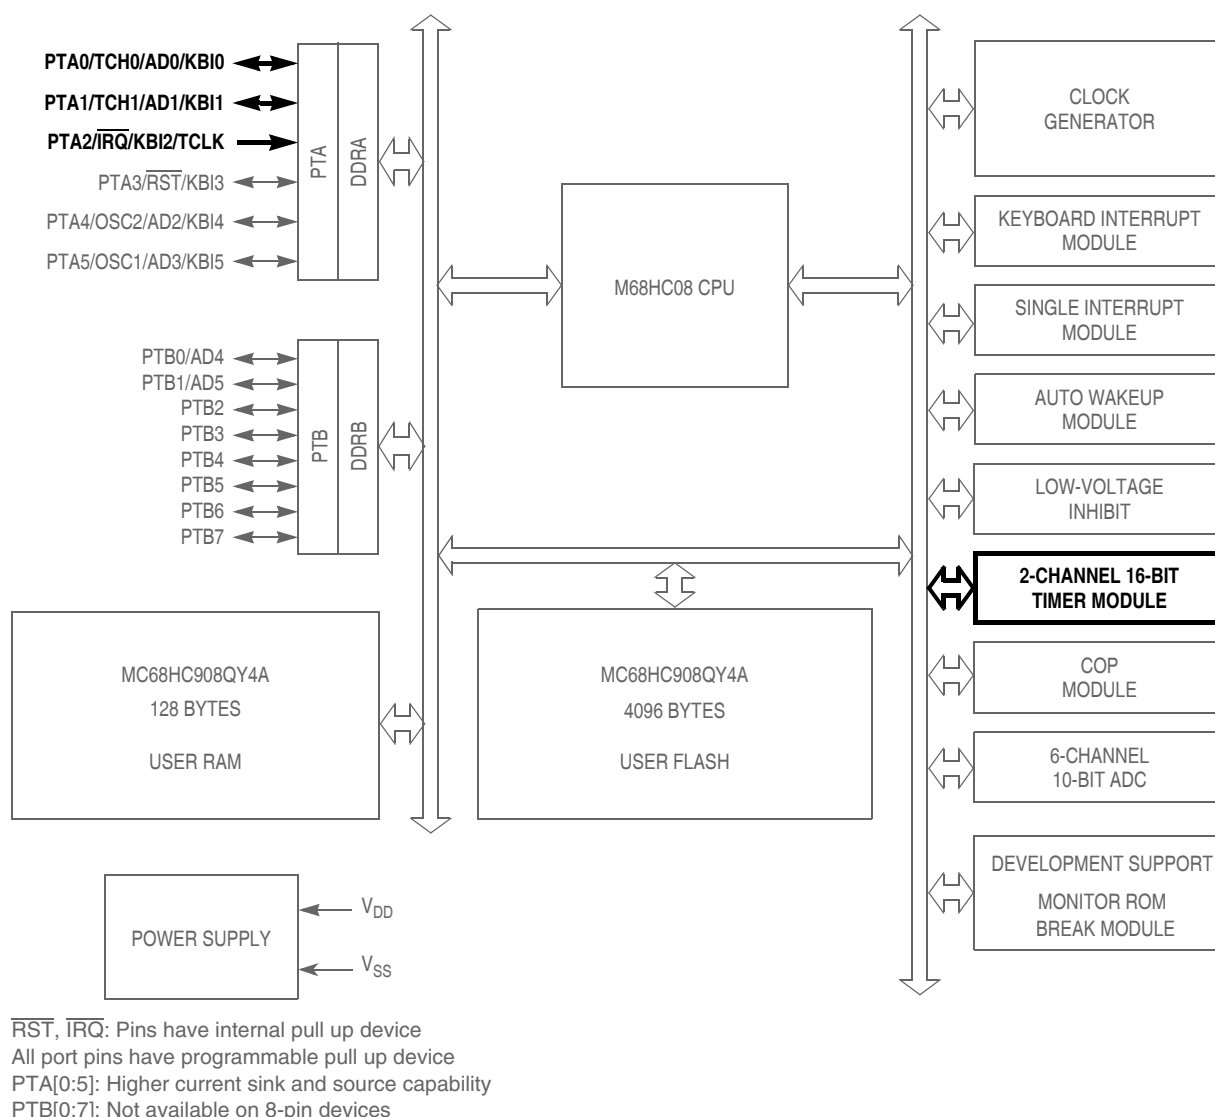 PTA0/TCH0/AD0/KBI0
PTA1/TCH1/AD1/KBI1
PTA2/IRQ/KBI2/TCLK
PTA3/RST/KBI3
PTA4/OSC2/AD2/KBI4
PTA5/OSC1/AD3/KBI5
PTA
DDRA
PTB0/AD4
PTB1/AD5
PTB2
PTB3
PTB4
PTB5
PTB6
PTB7
PTB
DDRB
M68HC08 CPU
CLOCK
GENERATOR
KEYBOARD INTERRUPT
MODULE
SINGLE INTERRUPT
MODULE
AUTO WAKEUP
MODULE
LOW-VOLTAGE
INHIBIT
2-CHANNEL 16-BIT
TIMER MODULE
COP
MODULE
6-CHANNEL
10-BIT ADC
DEVELOPMENT SUPPORT
MONITOR ROM
BREAK MODULE
MC68HC908QY4A
128 BYTES
USER RAM
MC68HC908QY4A
4096 BYTES
USER FLASH
POWER SUPPLY
VDD
VSS
RST, IRQ: Pins have internal pull up device
All port pins have programmable pull up device
PTA[0:5]: Higher current sink and source capability
PTB[0:7]: Not available on 8-pin devices